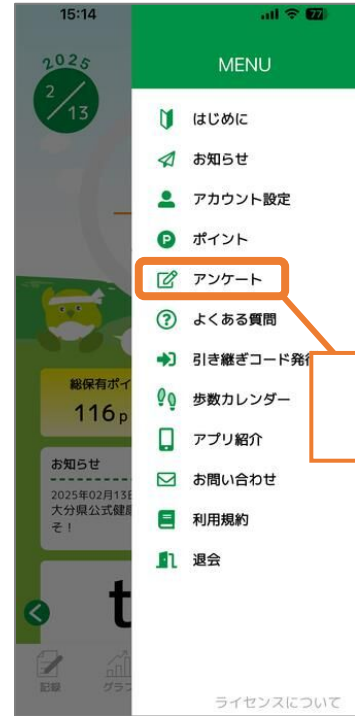 15:14
77
2025
2/13
MENU
はじめに
お知らせ
アカウント設定
ポイント
アンケート
よくある質問
引き継ぎコード発行
歩数カレンダー
アプリ紹介
お問い合わせ
利用規約
退会
ライセンスについて
総保有ポイ
116p
お知らせ
2025年02月13日
大分県公式健康
そ!
t
記録
グラフ